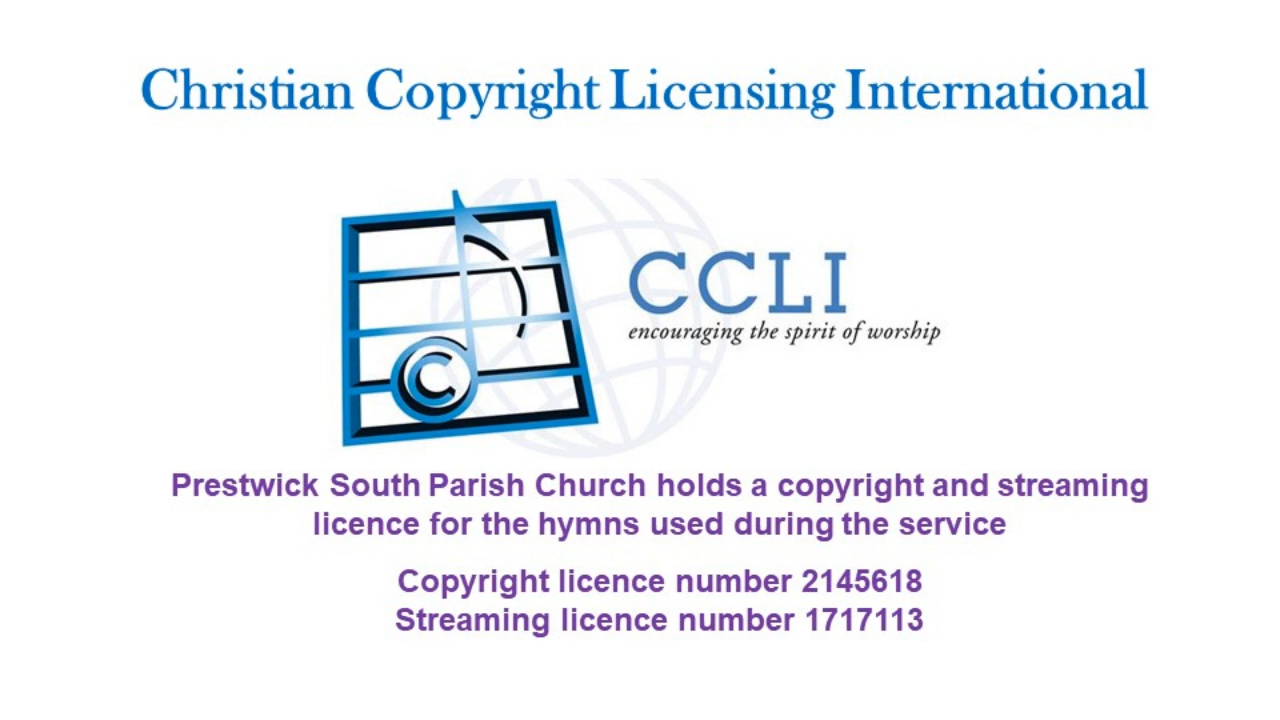 Christian Copyright Licensing International
CCLI
encouraging the spirit of worship
©
Prestwick South Parish Church holds a copyright and streaming
licence for the hymns used during the service
Copyright licence number 2145618
Streaming licence number 1717113